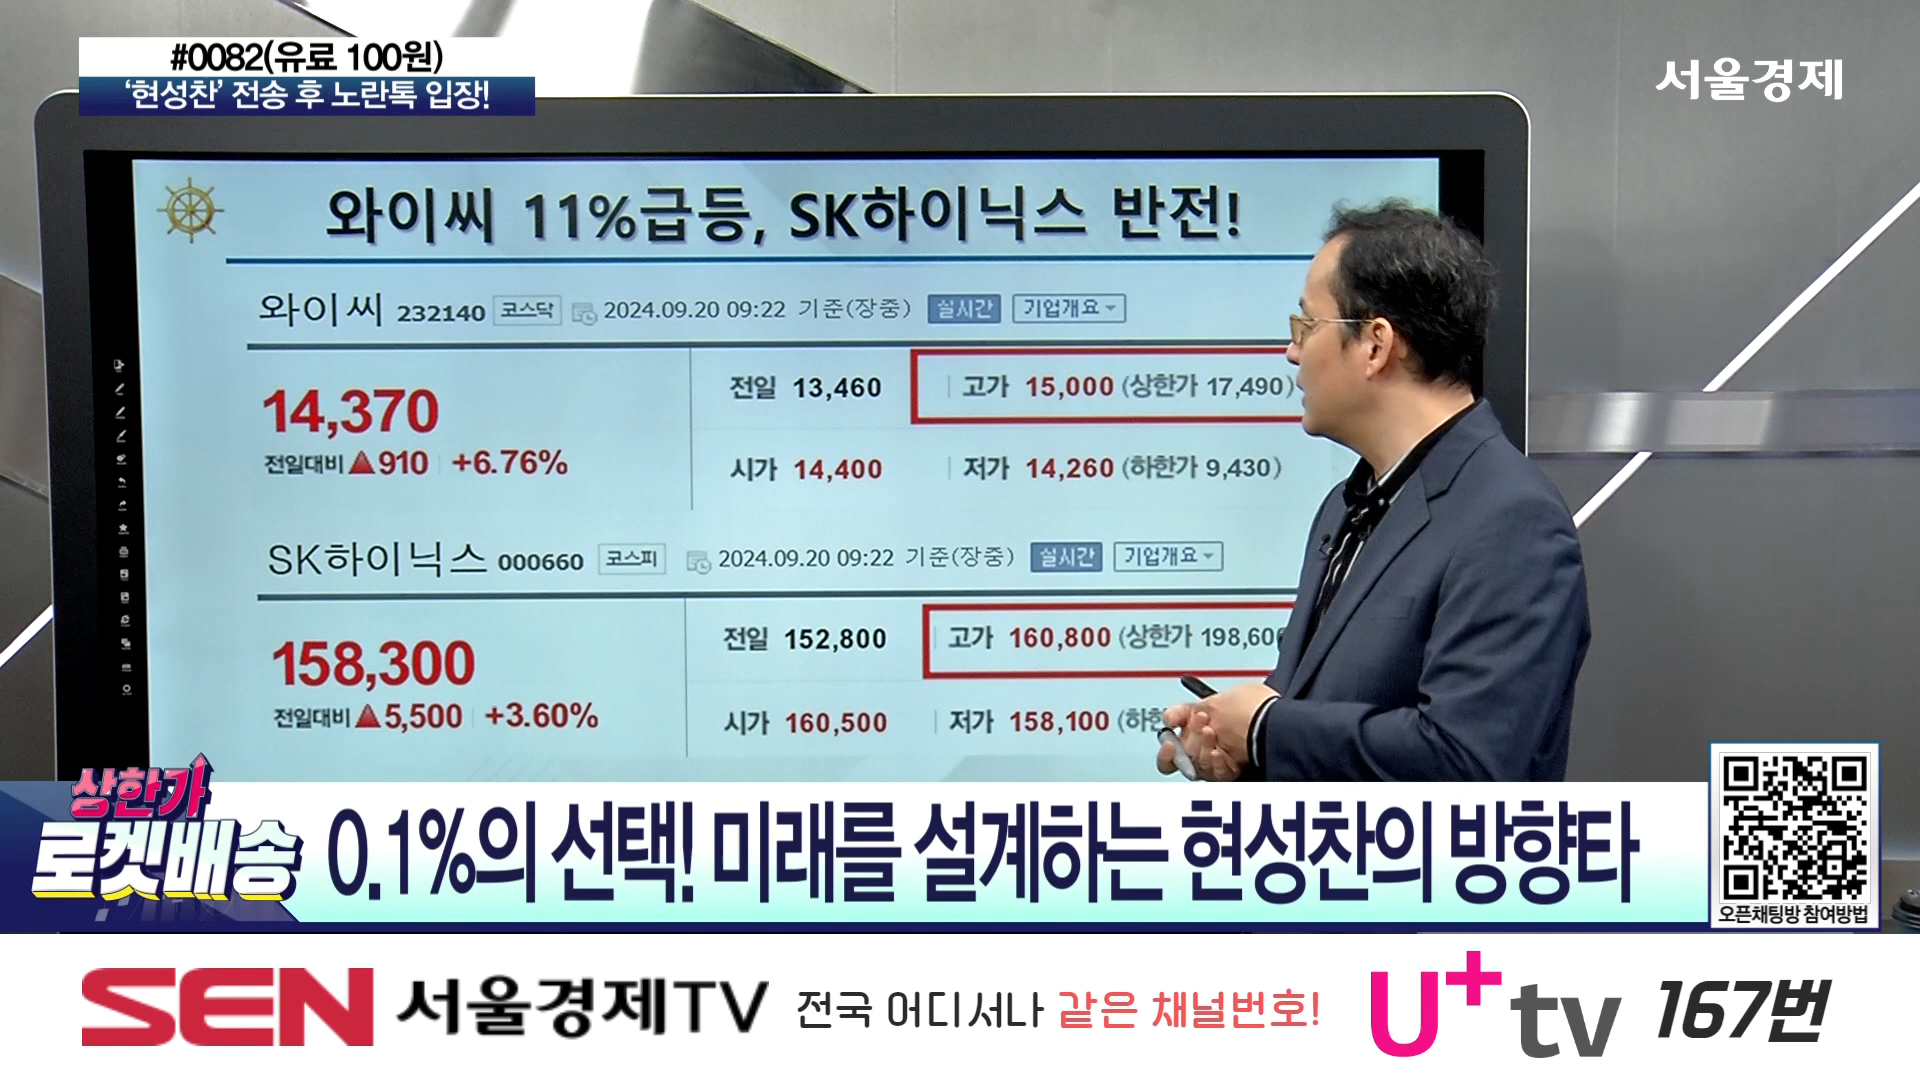 #0082(유료 100원)
‘현성찬’ 전송 후 노란톡 입장!
서울경제
와이씨 11%급등, SK하이닉스 반전!
와이씨 232140 코스닥 2024.09.20 09:22 기준(장중) 실시간 기업개요
14,370
전일대비 ▲910 +6.76%
전일 13,460 고가 15,000 (상한가 17,490)
시가 14,400 저가 14,260 (하한가 9,430)
SK하이닉스 000660 코스피 2024.09.20 09:22 기준(장중) 실시간 기업개요
158,300
전일대비 ▲5,500 +3.60%
전일 152,800 고가 160,800 (상한가 198,60
시가 160,500 저가 158,100 (하한
상한가
로켓배송
0.1%의 선택! 미래를 설계하는 현성찬의 방향타
오픈채팅방 참여방법
SEN 서울경제TV 전국 어디서나 같은 채널번호! U+tv 167번